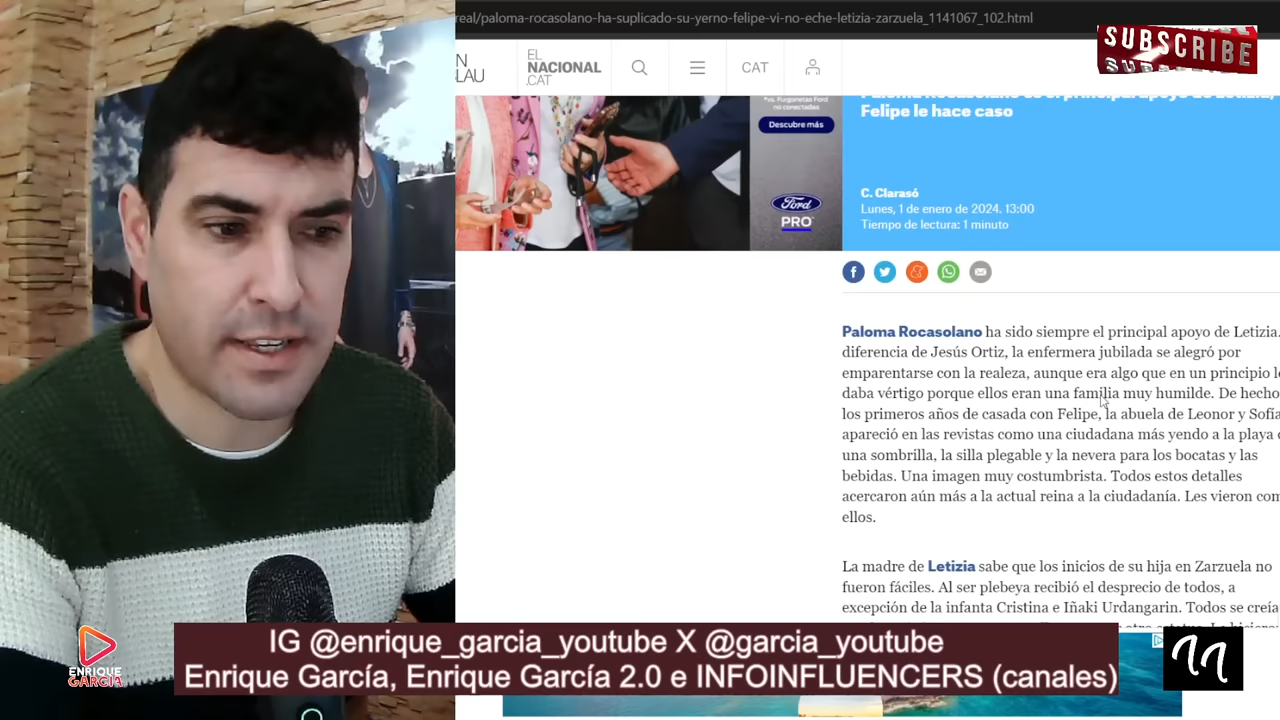 real/paloma-rocasolano-ha-suplicado-su-yerno-felipe-vi-no-eche-letizia-zarzuela_1141067_102.html
SUBSCRIBE
EL
NACIONAL
.CAT
CAT
*vs. Furgonetas Ford
no conectadas
Descubre más
Ford
PRO
Felipe le hace caso
C. Clarasó
Lunes, 1 de enero de 2024. 13:00
Tiempo de lectura: 1 minuto
Paloma Rocasolano ha sido siempre el principal apoyo de Letizia.
diferencia de Jesús Ortiz, la enfermera jubilada se alegró por
emparentarse con la realeza, aunque era algo que en un principio
daba vértigo porque ellos eran una familia muy humilde. De hecho
los primeros años de casada con Felipe, la abuela de Leonor y Sofía
apareció en las revistas como una ciudadana más yendo a la playa
una sombrilla, la silla plegable y la nevera para los bocatas y las
bebidas. Una imagen muy costumbrista. Todos estos detalles
acercaron aún más a la actual reina a la ciudadanía. Les vieron
ellos.
La madre de Letizia sabe que los inicios de su hija en Zarzuela no
fueron fáciles. Al ser plebeya recibió el desprecio de todos, a
excepción de la infanta Cristina e Iñaki Urdangarin. Todos se
IG @enrique_garcia_youtube X @garcia_youtube
Enrique García, Enrique García 2.0 e INFOINFLUENCERS (canales)
ENRIQUE
GARCÍA